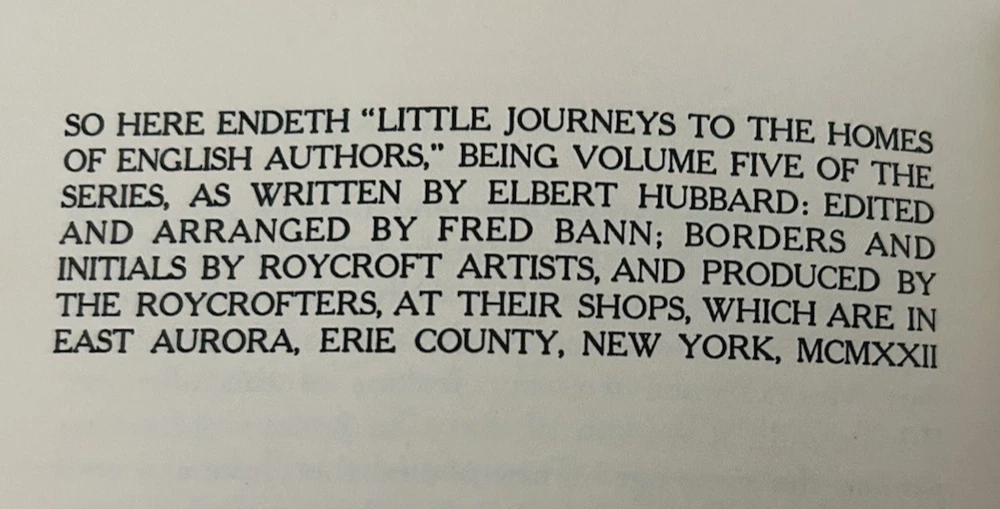 SO HERE ENDETH “LITTLE JOURNEYS TO THE HOMES
OF ENGLISH AUTHORS,” BEING VOLUME FIVE OF THE
SERIES, AS WRITTEN BY ELBERT HUBBARD: EDITED
AND ARRANGED BY FRED BANN; BORDERS AND
INITIALS BY ROYCROFT ARTISTS, AND PRODUCED BY
THE ROYCROFTERS, AT THEIR SHOPS, WHICH ARE IN
EAST AURORA, ERIE COUNTY, NEW YORK, MCMXXII